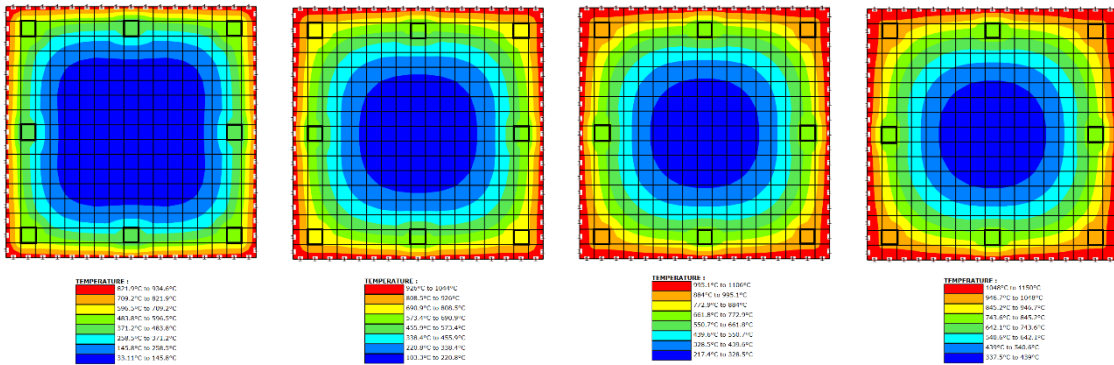 TEMPERATURE :
821.9°C to 934.6°C
709.2°C to 821.9°C
596.5°C to 709.2°C
483.8°C to 596.5°C
371.2°C to 483.8°C
258.5°C to 371.2°C
145.8°C to 258.5°C
33.11°C to 145.8°C
TEMPERATURE :
926°C to 1044°C
808.5°C to 926°C
690.9°C to 808.5°C
573.4°C to 690.9°C
455.9°C to 573.4°C
338.4°C to 455.9°C
220.8°C to 338.4°C
103.3°C to 220.8°C
TEMPERATURE :
995.1°C to 1106°C
884°C to 995.1°C
772.9°C to 884°C
661.8°C to 772.9°C
550.7°C to 661.8°C
439.6°C to 550.7°C
328.5°C to 439.6°C
217.4°C to 328.5°C
TEMPERATURE :
1048°C to 1150°C
946.7°C to 1048°C
845.2°C to 946.7°C
743.6°C to 845.2°C
642.1°C to 743.6°C
540.6°C to 642.1°C
439°C to 540.6°C
337.5°C to 439°C